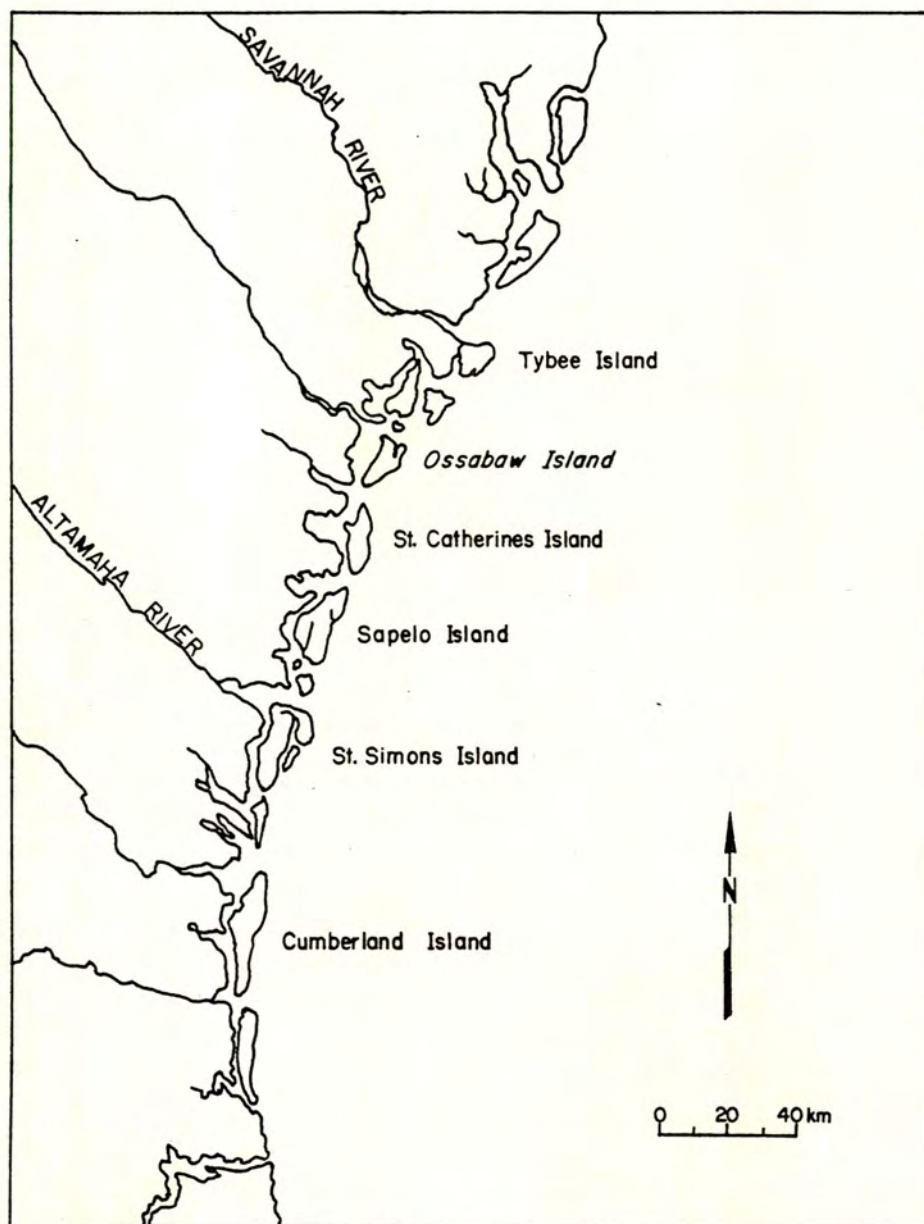 SAVANNAH RIVER
Tybee Island
Ossabaw Island
St. Catherines Island
ALTAMAHA RIVER
Sapelo Island
St. Simons Island
N
Cumberland Island
0 20 40 km